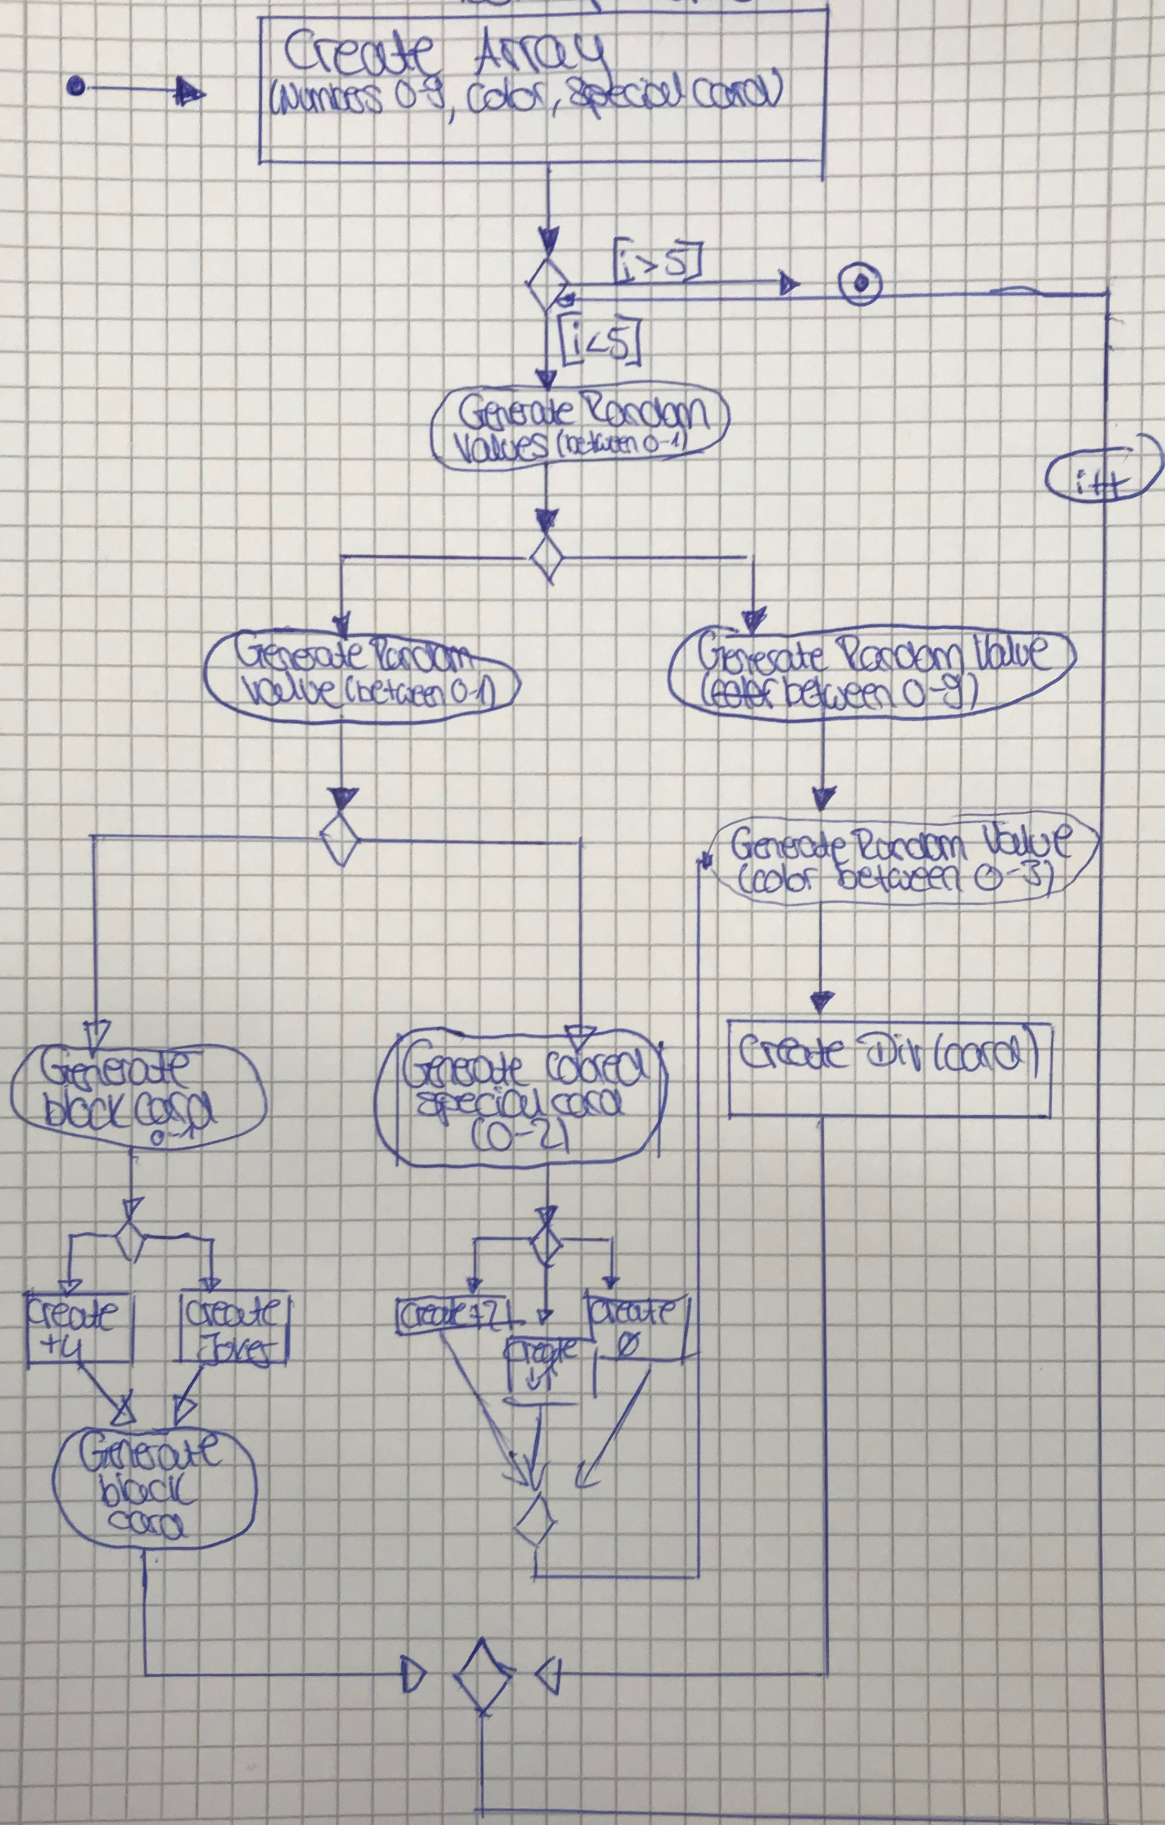 Create Array
(Numbers 0-9, Color, Special Card)
[i>5]
[i<5]
Generate Random
Values (between 0-1)
i++
Generate Random
Value (between 0-1)
Generate Random Value
(color between 0-9)
Generate Random Value
(color between 0-3)
Generate
black card
0-1
Generate colored
special card
(0-2)
Create Div (card)
Create
+4
Create
Joker
Create +2
Create
Create
Ø
↓↑
Generate
black
card